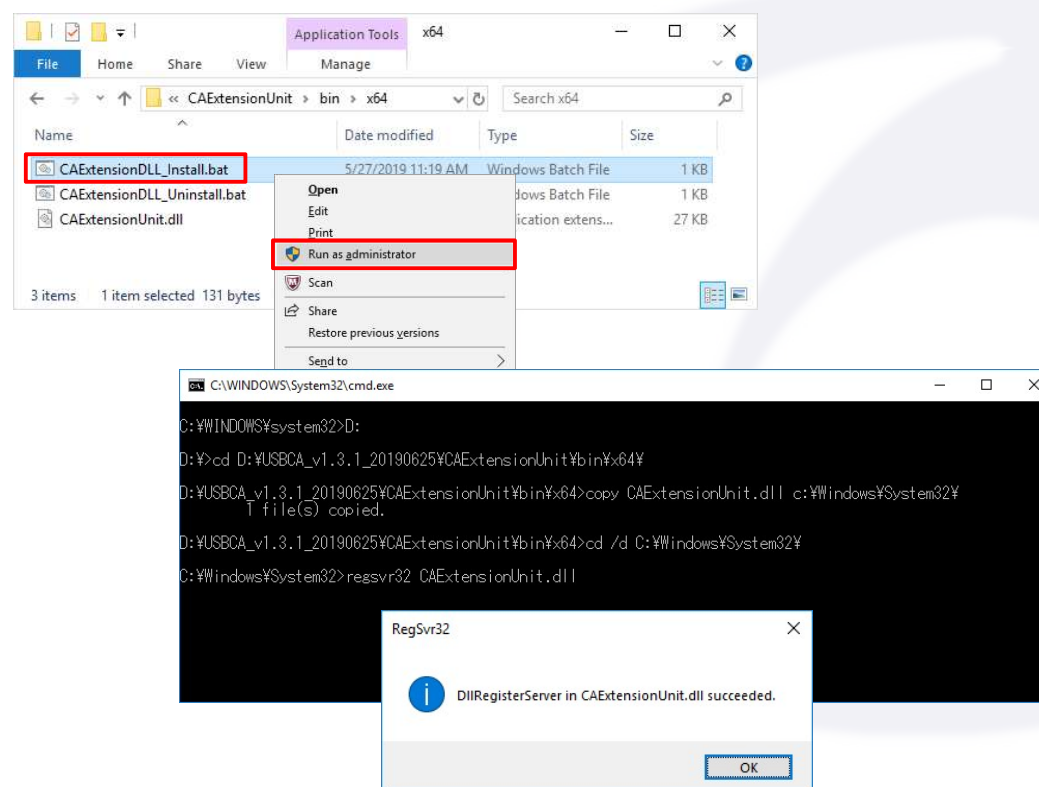 Application Tools x64
File Home Share View Manage
« CAExtensionUnit > bin > x64 Search x64
Name Date modified Type Size
CAExtensionDLL_Install.bat 5/27/2019 11:19 AM Windows Batch File 1 KB
CAExtensionDLL_Uninstall.bat dows Batch File 1 KB
CAExtensionUnit.dll ication extens... 27 KB
3 items 1 item selected 131 bytes
Open
Edit
Print
Run as administrator
Scan
Share
Restore previous versions
Send to
C:\WINDOWS\System32\cmd.exe
C:¥WINDOWS¥system32>D:
D:¥>cd D:¥USBCA_v1.3.1_20190625¥CAExtensionUnit¥bin¥x64¥
D:¥USBCA_v1.3.1_20190625¥CAExtensionUnit¥bin¥x64>copy CAExtensionUnit.dll c:¥Windows¥System32¥
1 file(s) copied.
D:¥USBCA_v1.3.1_20190625¥CAExtensionUnit¥bin¥x64>cd /d C:¥Windows¥System32¥
C:¥Windows¥System32>regsvr32 CAExtensionUnit.dll
RegSvr32
DllRegisterServer in CAExtensionUnit.dll succeeded.
OK